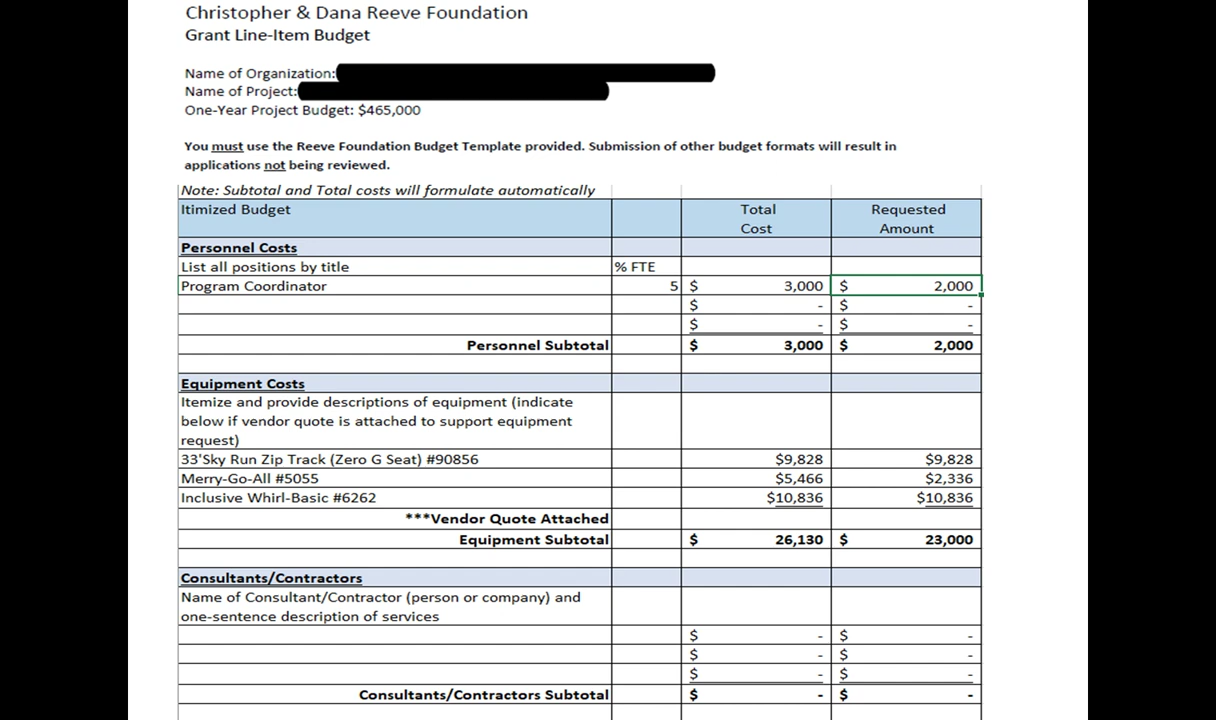 Christopher & Dana Reeve Foundation
Grant Line-Item Budget
Name of Organization:
Name of Project:
One-Year Project Budget: $465,000
You must use the Reeve Foundation Budget Template provided. Submission of other budget formats will result in
applications not being reviewed.
Note: Subtotal and Total costs will formulate automatically
Itimized Budget Total Requested
Cost Amount
Personnel Costs
List all positions by title % FTE
Program Coordinator 5 $ 3,000 $ 2,000
$ - $ -
$ - $ -
Personnel Subtotal $ 3,000 $ 2,000
Equipment Costs
Itemize and provide descriptions of equipment (indicate
below if vendor quote is attached to support equipment
request)
33'Sky Run Zip Track (Zero G Seat) #90856 $9,828 $9,828
Merry-Go-All #5055 $5,466 $2,336
Inclusive Whirl-Basic #6262 $10,836 $10,836
***Vendor Quote Attached
Equipment Subtotal $ 26,130 $ 23,000
Consultants/Contractors
Name of Consultant/Contractor (person or company) and
one-sentence description of services
$ - $ -
$ - $ -
$ - $ -
Consultants/Contractors Subtotal $ - $ -